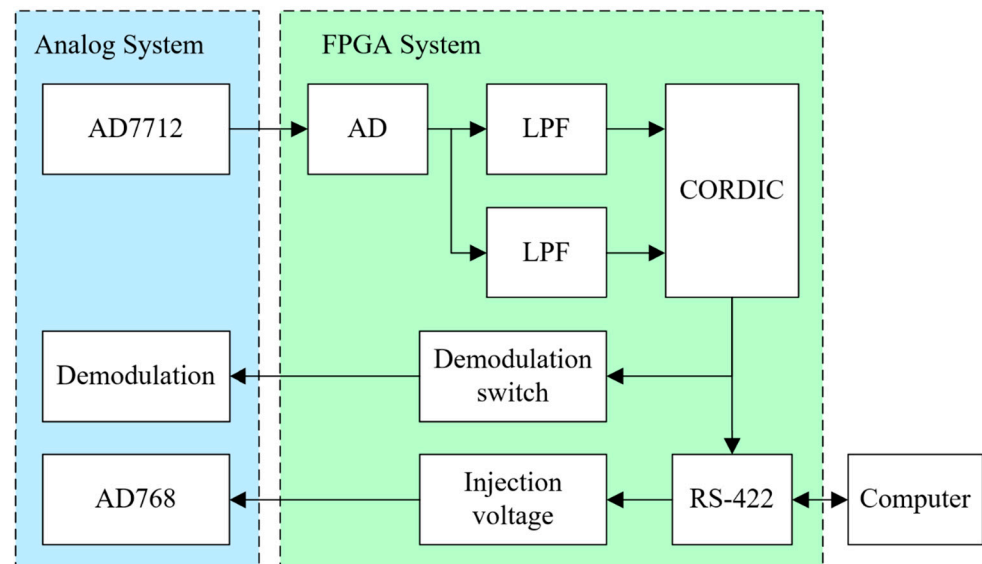 Analog System
FPGA System
AD7712
AD
LPF
CORDIC
LPF
Demodulation
Demodulation
switch
AD768
Injection
voltage
RS-422
Computer